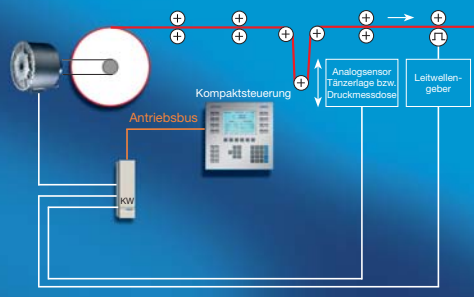 Kompaktsteuerung
Analogsensor
Tänzerlage bzw.
Druckmessdose
Leitwellen-
geber
Antriebsbus
KW